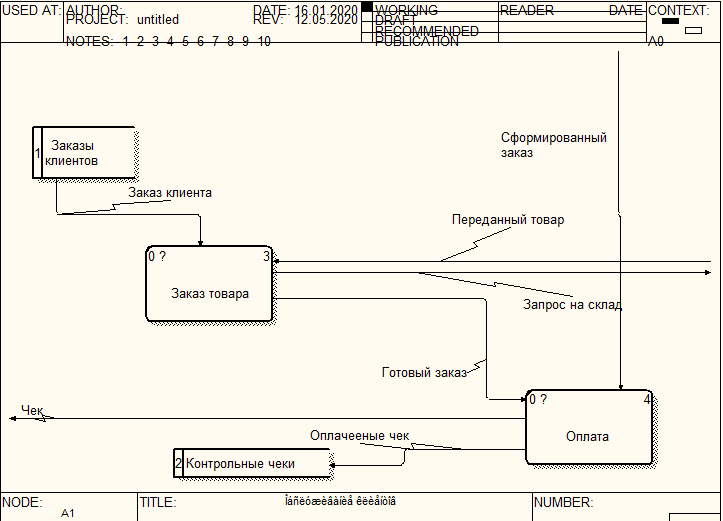 USED AT: AUTHOR: DATE: 16.01.2020 WORKING READER DATE CONTEXT:
PROJECT: untitled REV: 12.05.2020 DRAFT
RECOMMENDED
NOTES: 1 2 3 4 5 6 7 8 9 10 PUBLICATION A0
Сформированный
заказ
1 Заказы
клиентов
Заказ клиента
Переданный товар
0 ? 3
Заказ товара
Запрос на склад
Готовый заказ
0 ? 4
Оплата
Чек
Оплачееные чек
2 Контрольные чеки
NODE: TITLE: Îáñëóæèâàíèå êëèåíòîâ NUMBER:
A1